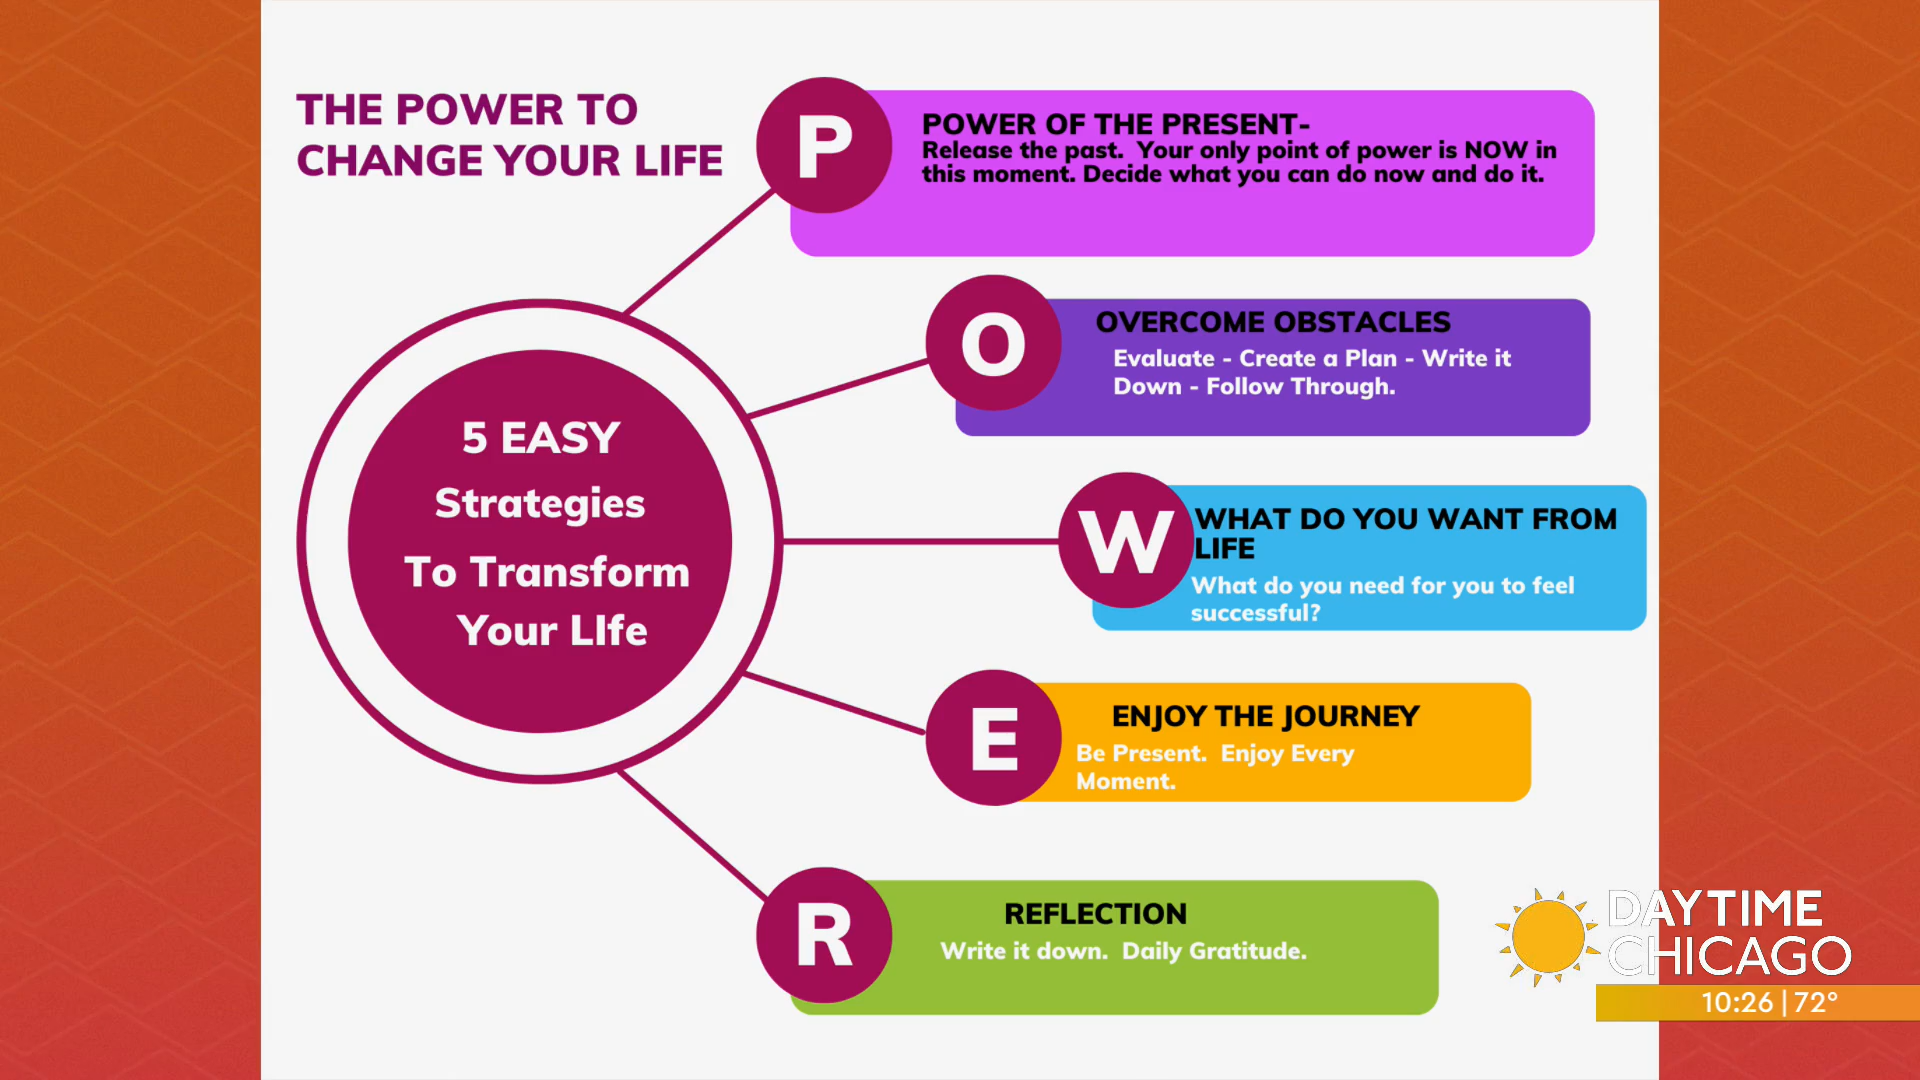 THE POWER TO
CHANGE YOUR LIFE
5 EASY
Strategies
To Transform
Your LIfe
P
POWER OF THE PRESENT-
Release the past.  Your only point of power is NOW in
this moment. Decide what you can do now and do it.
O
OVERCOME OBSTACLES
Evaluate - Create a Plan - Write it
Down - Follow Through.
W
WHAT DO YOU WANT FROM
LIFE
What do you need for you to feel
successful?
E
ENJOY THE JOURNEY
Be Present.  Enjoy Every
Moment.
R
REFLECTION
Write it down.  Daily Gratitude.
DAYTIME
CHICAGO
10:26 | 72°